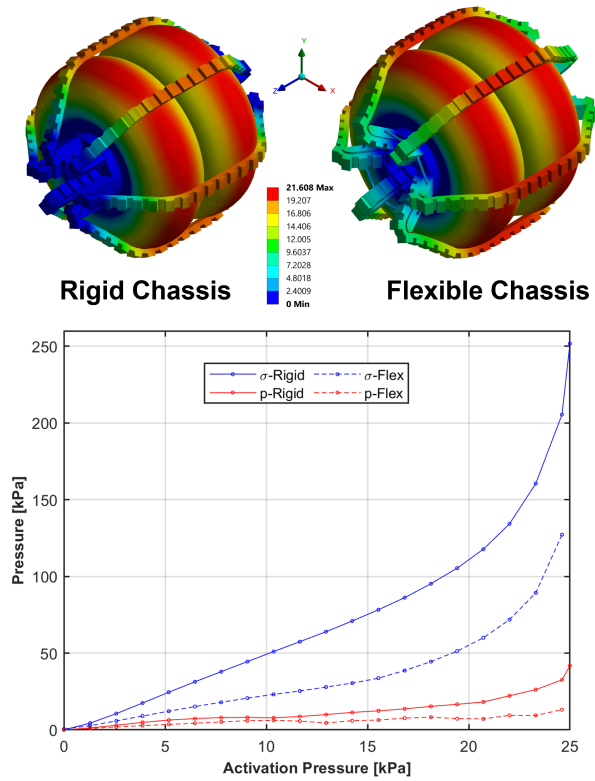 Y
Z
X
21.608 Max
19.207
16.806
14.406
12.005
9.6037
7.2028
4.8018
2.4009
0 Min
Rigid Chassis
Flexible Chassis
250
200
150
100
50
0
Pressure [kPa]
σ-Rigid
σ-Flex
p-Rigid
p-Flex
0
5
10
15
20
25
Activation Pressure [kPa]